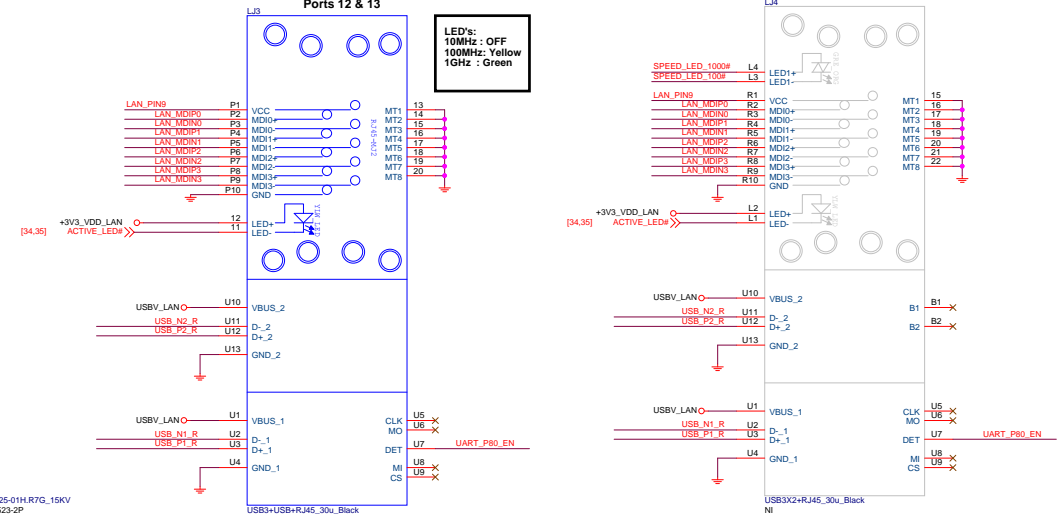 Ports 12 & 13
LJ3
LED's:
10MHz : OFF
100MHz: Yellow
1GHz : Green
LAN_PIN9 P1 VCC
LAN_MDIP0 P2 MDI0+
LAN_MDIN0 P3 MDI0-
LAN_MDIP1 P4 MDI1+
LAN_MDIN1 P5 MDI1-
LAN_MDIP2 P6 MDI2+
LAN_MDIN2 P7 MDI2-
LAN_MDIP3 P8 MDI3+
LAN_MDIN3 P9 MDI3-
P10 GND
RJ45-MJ2
MT1 13
MT2 14
MT3 15
MT4 16
MT5 17
MT6 18
MT7 19
MT8 20
+3V3_VDD_LAN 12 LED+
[34,35] ACTIVE_LED# 11 LED-
YLW LED
USBV_LAN U10 VBUS_2
USB_N2_R U11 D-_2
USB_P2_R U12 D+_2
U13 GND_2
USBV_LAN U1 VBUS_1
USB_N1_R U2 D-_1
USB_P1_R U3 D+_1
U4 GND_1
CLK U5
MO U6
DET U7 UART_P80_EN
MI U8
CS U9
25-01H.R7G_15KV
523-2P
USB3+USB+RJ45_30u_Black
LJ4
SPEED_LED_1000# L4 LED1+
SPEED_LED_100# L3 LED1-
GRN ORG
LAN_PIN9 R1 VCC
LAN_MDIP0 R2 MDI0+
LAN_MDIN0 R3 MDI0-
LAN_MDIP1 R4 MDI1+
LAN_MDIN1 R5 MDI1-
LAN_MDIP2 R6 MDI2+
LAN_MDIN2 R7 MDI2-
LAN_MDIP3 R8 MDI3+
LAN_MDIN3 R9 MDI3-
R10 GND
MT1 15
MT2 16
MT3 17
MT4 18
MT5 19
MT6 20
MT7 21
MT8 22
+3V3_VDD_LAN L2 LED+
[34,35] ACTIVE_LED# L1 LED-
YLW LED
USBV_LAN U10 VBUS_2
USB_N2_R U11 D-_2
USB_P2_R U12 D+_2
U13 GND_2
B1 B1
B2 B2
USBV_LAN U1 VBUS_1
USB_N1_R U2 D-_1
USB_P1_R U3 D+_1
U4 GND_1
CLK U5
MO U6
DET U7 UART_P80_EN
MI U8
CS U9
USB3X2+RJ45_30u_Black
NI